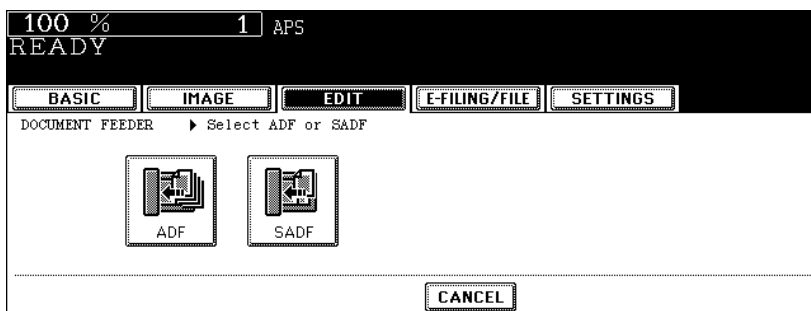 100 % 1 APS
READY
BASIC IMAGE EDIT E-FILING/FILE SETTINGS
DOCUMENT FEEDER ▶ Select ADF or SADF
ADF SADF
CANCEL